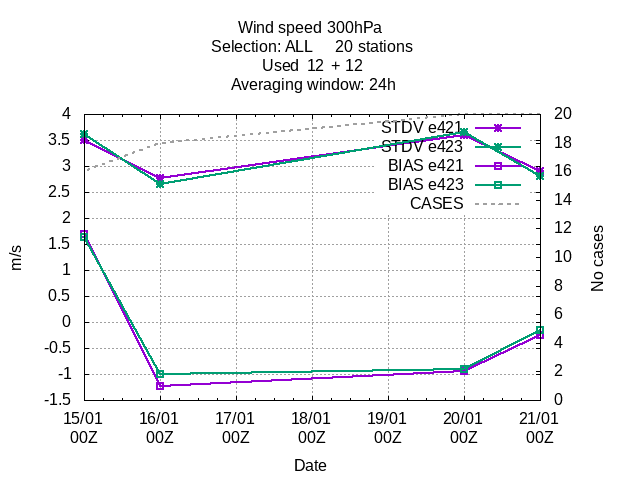 Wind speed 300hPa
Selection: ALL     20 stations
Used  12 + 12
Averaging window: 24h
4
3.5
3
2.5
2
1.5
1
0.5
0
-0.5
-1
-1.5
m/s
20
18
16
14
12
10
8
6
4
2
0
No cases
STDV e421
STDV e423
BIAS e421
BIAS e423
CASES
15/01 16/01 17/01 18/01 19/01 20/01 21/01
00Z 00Z 00Z 00Z 00Z 00Z 00Z
Date